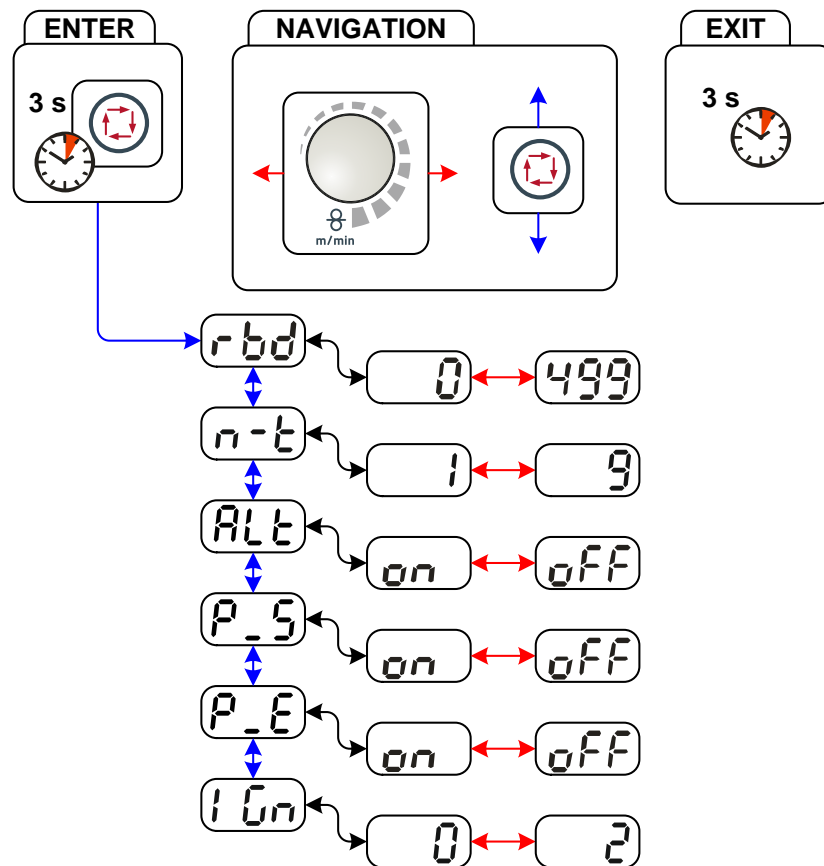 ENTER
NAVIGATION
EXIT
3 s
m/min
3 s
rbd
0
499
n-t
1
9
ALt
on
oFF
P_S
on
oFF
P_E
on
oFF
IGn
0
2